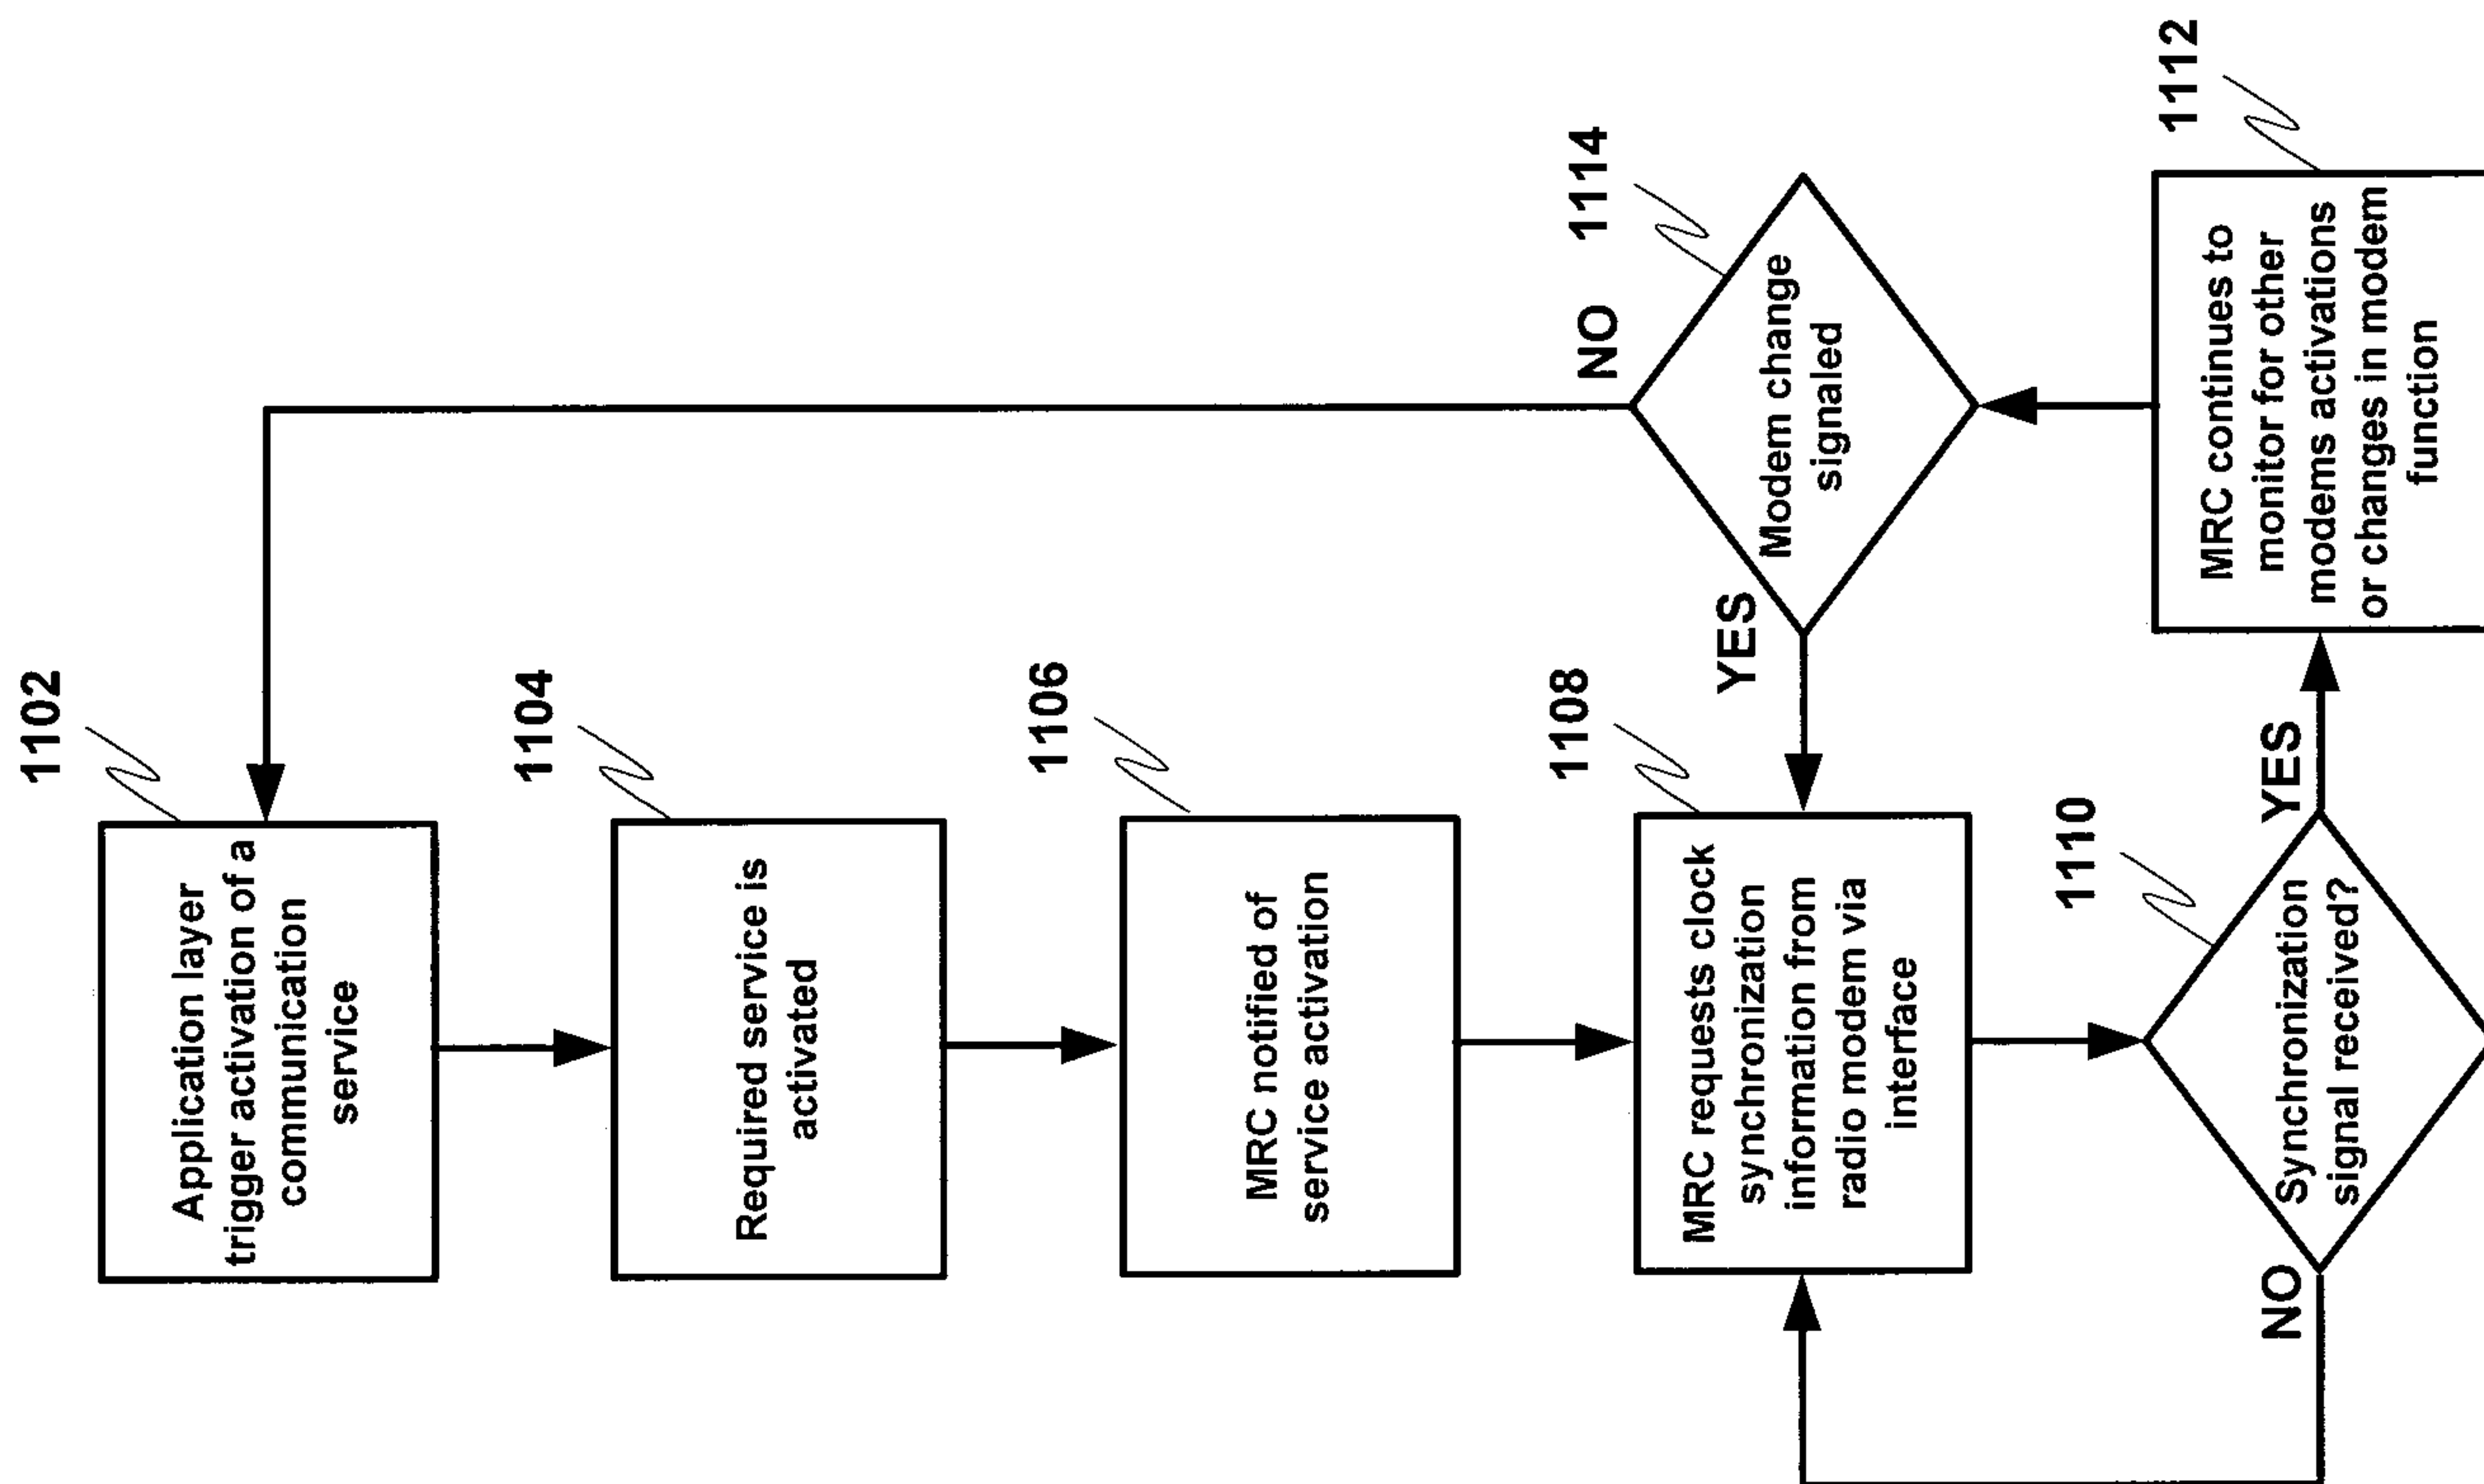 1102
Application layer
trigger activation of a
communication
service
1104
Required service is
activated
1106
MRC notified of
service activation
1108
MRC requests clock
synchronization
information from
radio modem via
interface
1110
Synchronization
signal received?
NO
YES
1112
MRC continues to
monitor for other
modems activations
or changes in modem
function
1114
Modem change
signaled
YES
NO